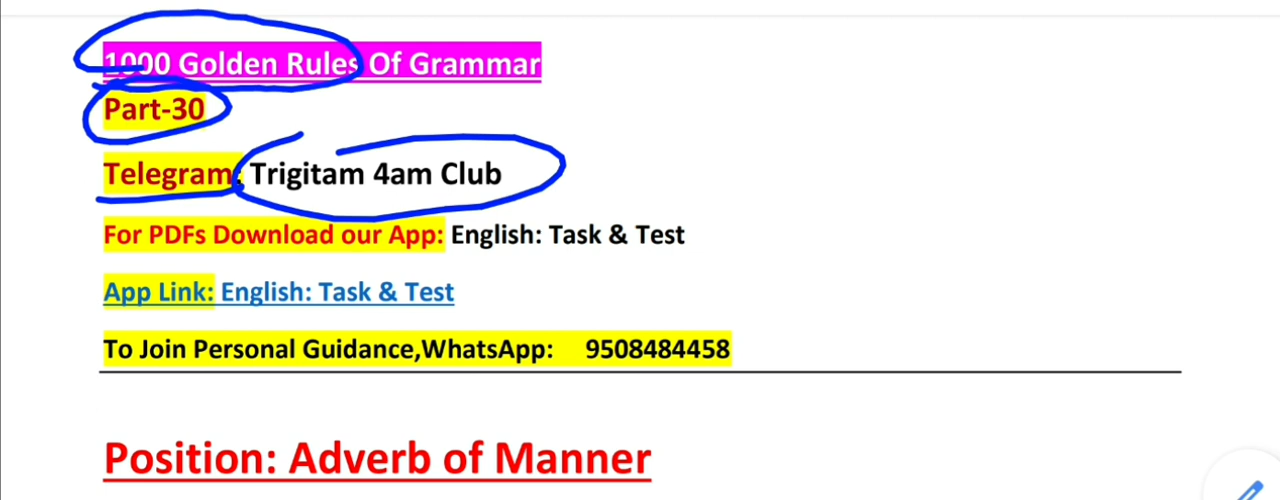 1000 Golden Rules Of Grammar
Part-30
Telegram: Trigitam 4am Club
For PDFs Download our App: English: Task & Test
App Link: English: Task & Test
To Join Personal Guidance,WhatsApp: 9508484458
Position: Adverb of Manner